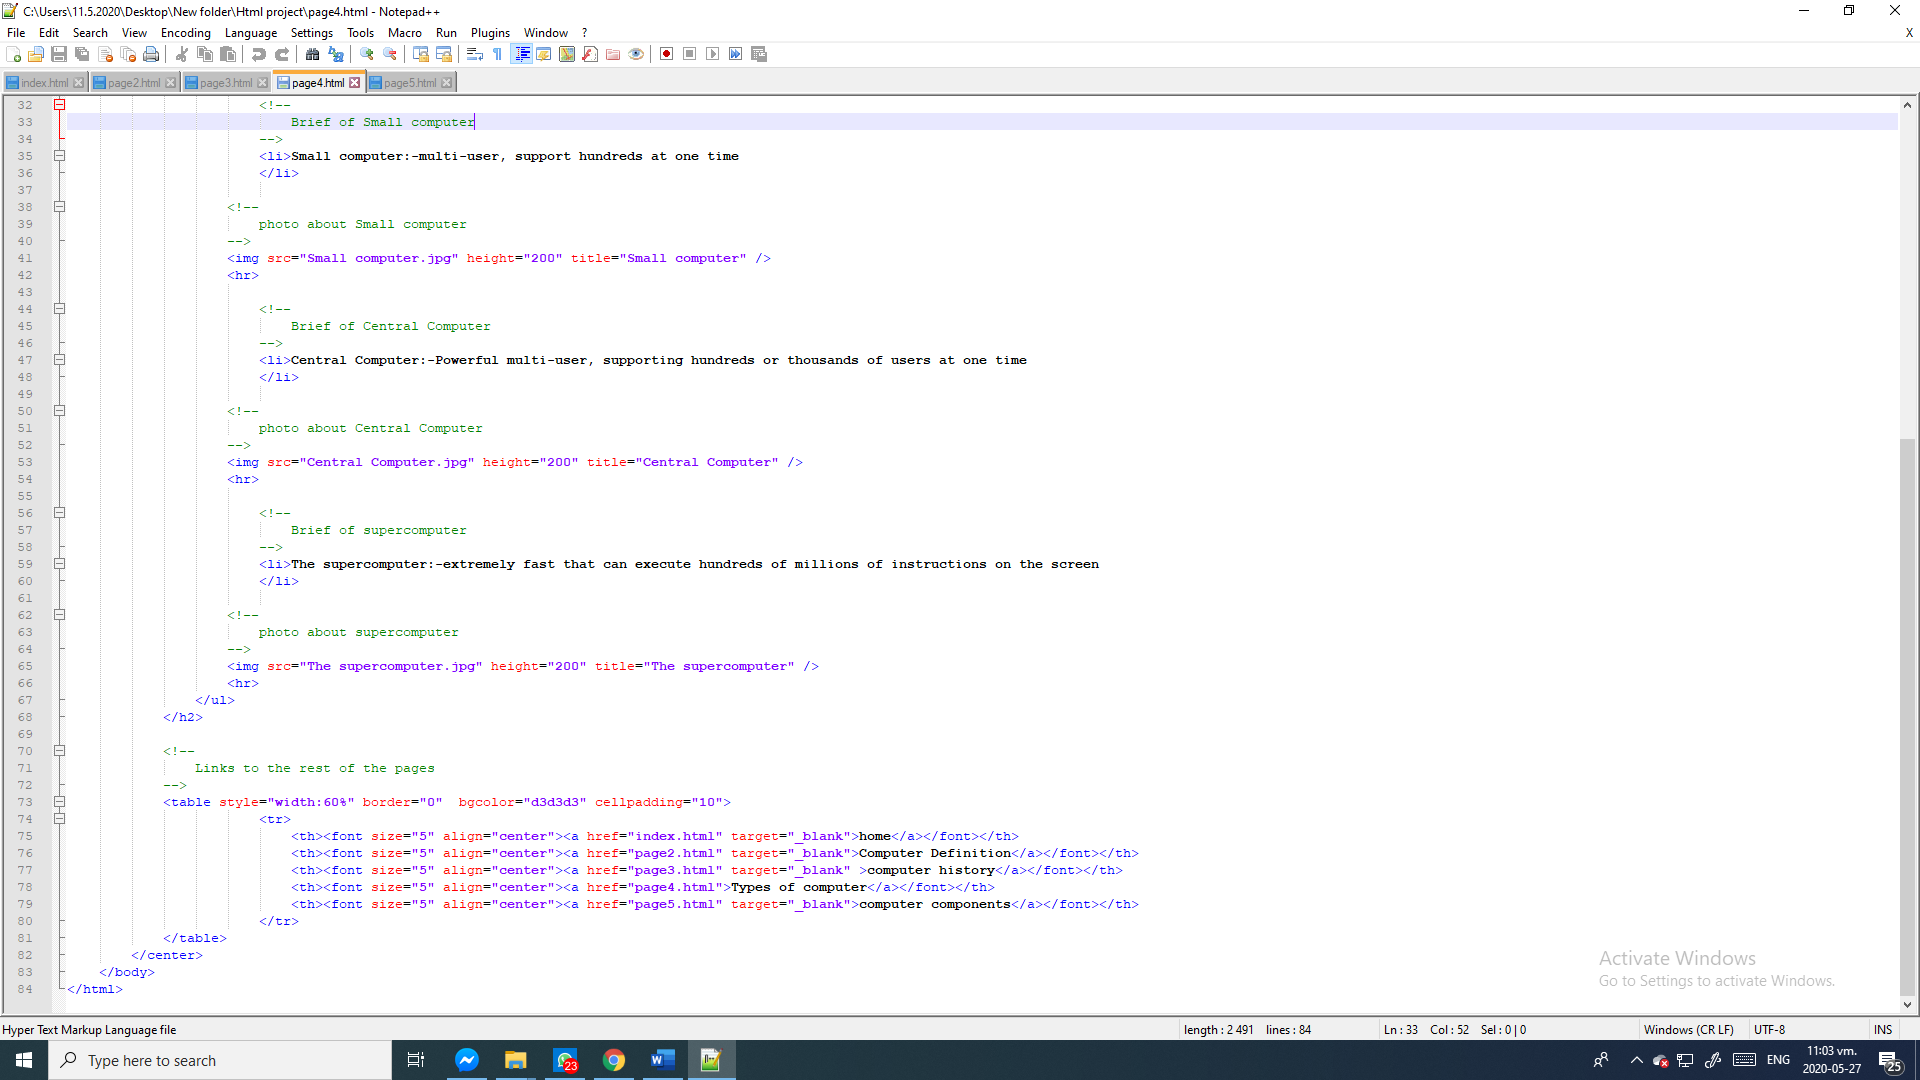 C:\Users\11.5.2020\Desktop\New folder\Html project\page4.html - Notepad++
File Edit Search View Encoding Language Settings Tools Macro Run Plugins Window ? X
index.html page2.html page3.html page4.html page5.html
32 <!--
33 Brief of Small computer
34 -->
35 <li>Small computer:-multi-user, support hundreds at one time
36 </li>
37
38 <!--
39 photo about Small computer
40 -->
41 <img src="Small computer.jpg" height="200" title="Small computer" />
42 <hr>
43
44 <!--
45 Brief of Central Computer
46 -->
47 <li>Central Computer:-Powerful multi-user, supporting hundreds or thousands of users at one time
48 </li>
49
50 <!--
51 photo about Central Computer
52 -->
53 <img src="Central Computer.jpg" height="200" title="Central Computer" />
54 <hr>
55
56 <!--
57 Brief of supercomputer
58 -->
59 <li>The supercomputer:-extremely fast that can execute hundreds of millions of instructions on the screen
60 </li>
61
62 <!--
63 photo about supercomputer
64 -->
65 <img src="The supercomputer.jpg" height="200" title="The supercomputer" />
66 <hr>
67 </ul>
68 </h2>
69
70 <!--
71 Links to the rest of the pages
72 -->
73 <table style="width:60%" border="0"  bgcolor="d3d3d3" cellpadding="10">
74 <tr>
75 <th><font size="5" align="center"><a href="index.html" target="_blank">home</a></font></th>
76 <th><font size="5" align="center"><a href="page2.html" target="_blank">Computer Definition</a></font></th>
77 <th><font size="5" align="center"><a href="page3.html" target="_blank" >computer history</a></font></th>
78 <th><font size="5" align="center"><a href="page4.html">Types of computer</a></font></th>
79 <th><font size="5" align="center"><a href="page5.html" target="_blank">computer components</a></font></th>
80 </tr>
81 </table>
82 </center>
83 </body>
84 </html>
Activate Windows
Go to Settings to activate Windows.
Hyper Text Markup Language file length : 2 491 lines : 84 Ln : 33 Col : 52 Sel : 0 | 0 Windows (CR LF) UTF-8 INS
Type here to search 23 ENG 11:03 vm. 25
2020-05-27